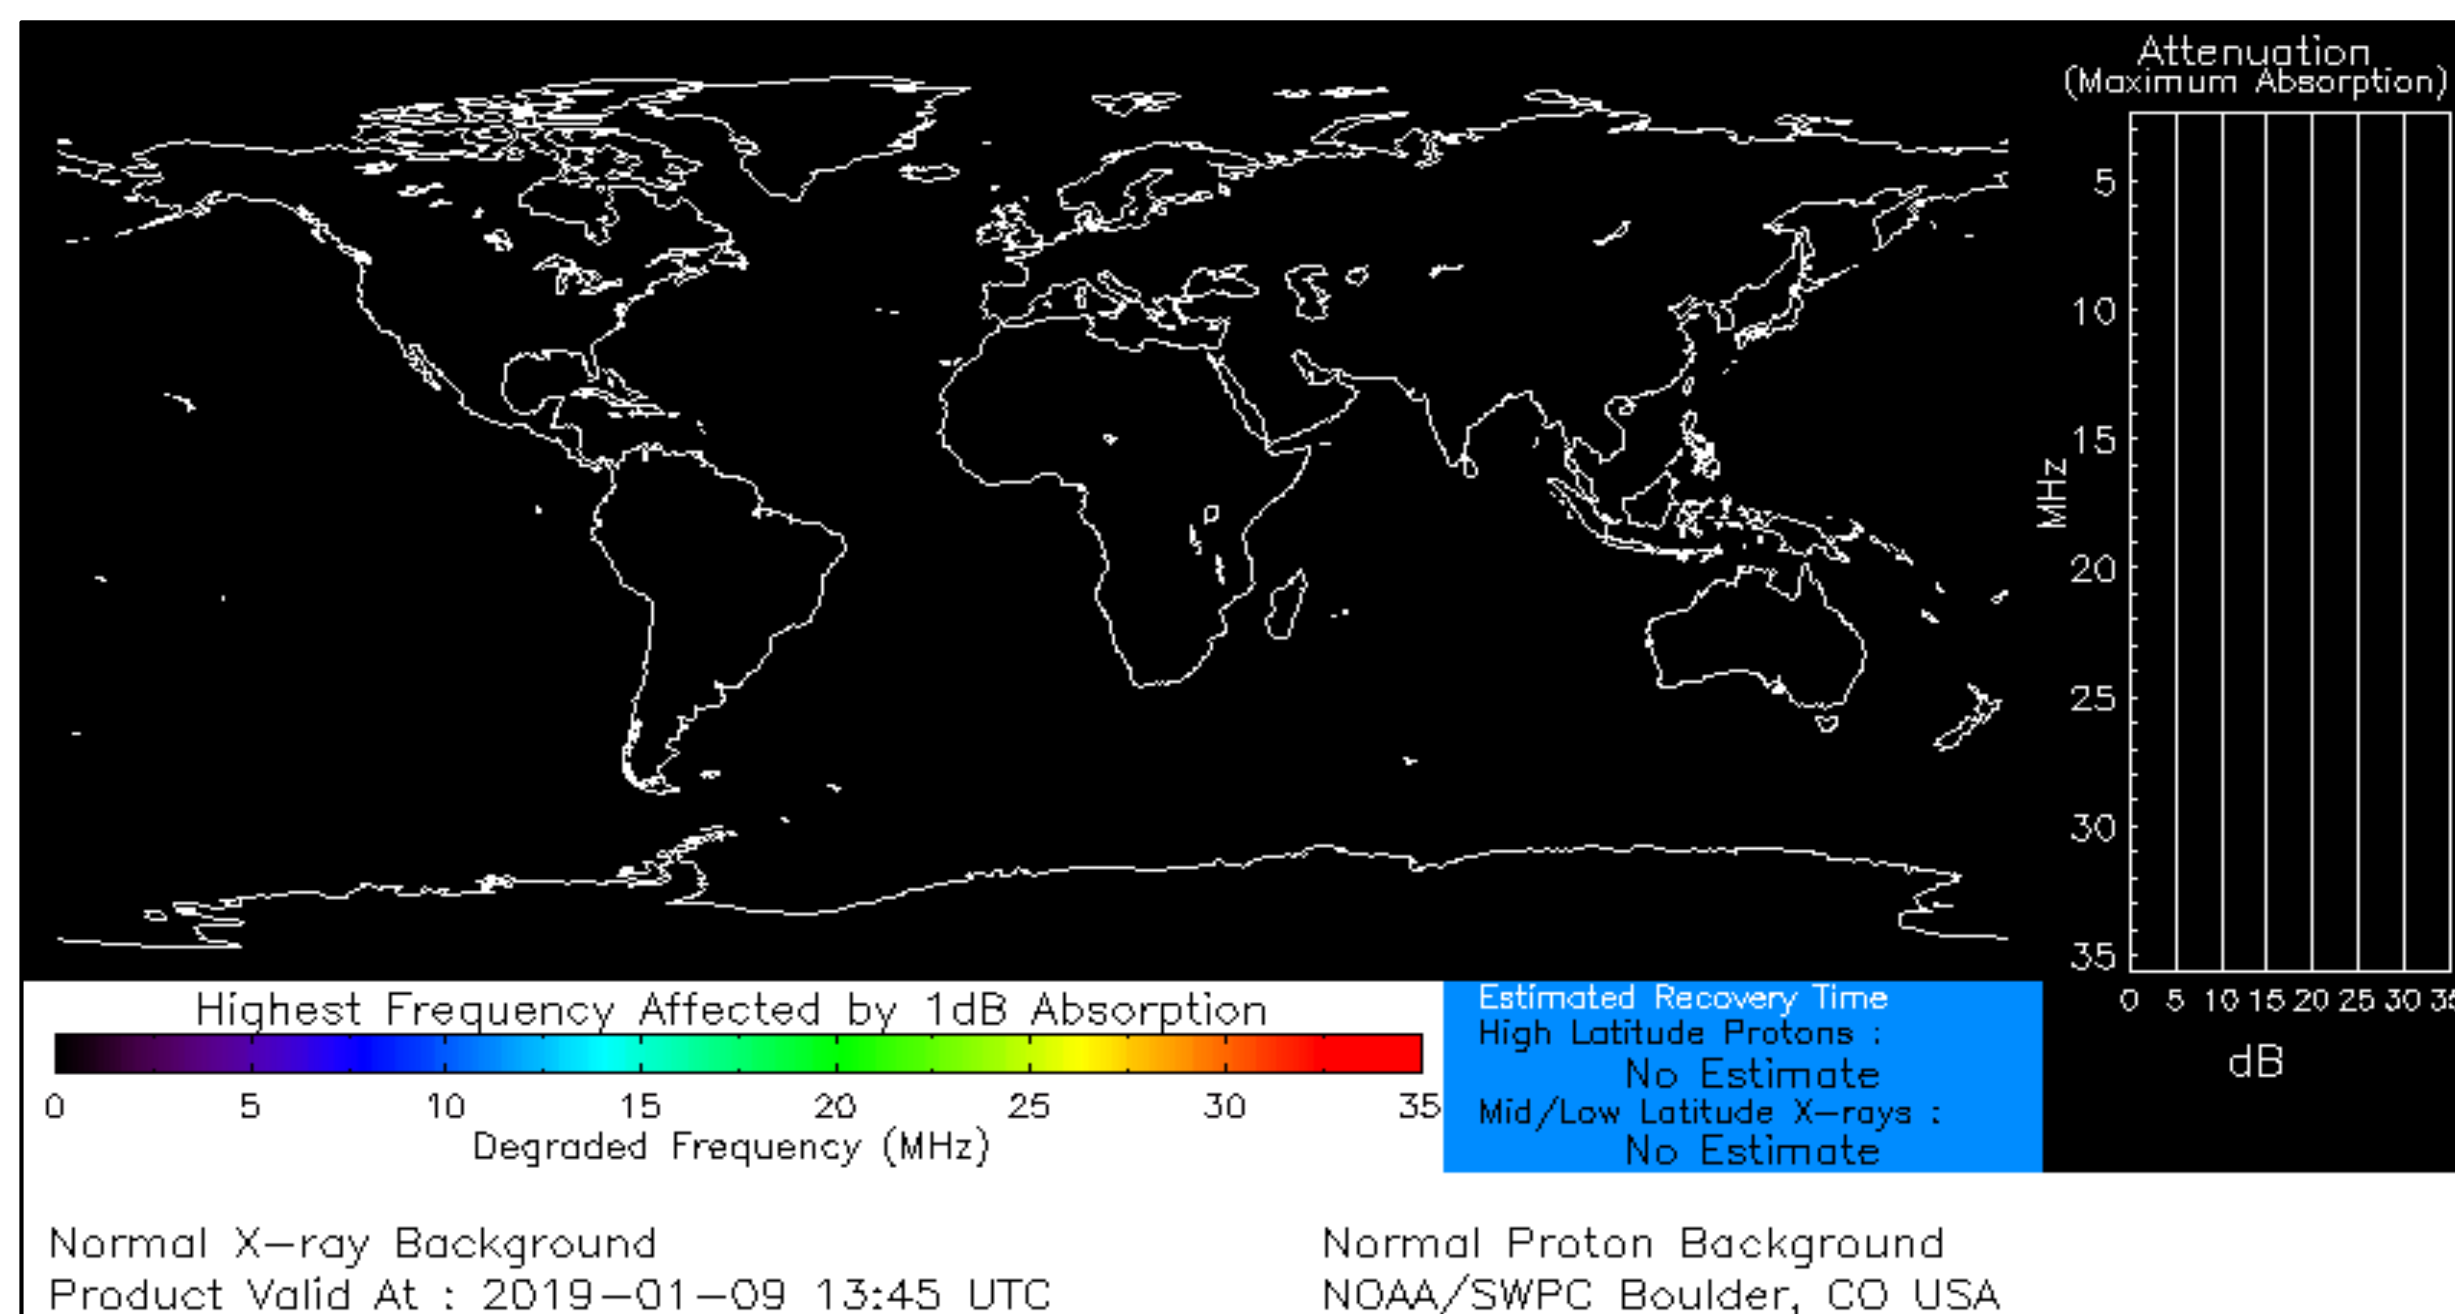 Attenuation
(Maximum Absorption)
5
10
15
20
25
30
35
MHz
0 5 10 15 20 25 30
dB
Highest Frequency Affected by 1dB Absorption
0 5 10 15 20 25 30 35
Degraded Frequency (MHz)
Estimated Recovery Time
High Latitude Protons :
No Estimate
Mid/Low Latitude X-rays :
No Estimate
Normal X-ray Background
Normal Proton Background
Product Valid At : 2019-01-09 13:45 UTC
NOAA/SWPC Boulder, CO USA